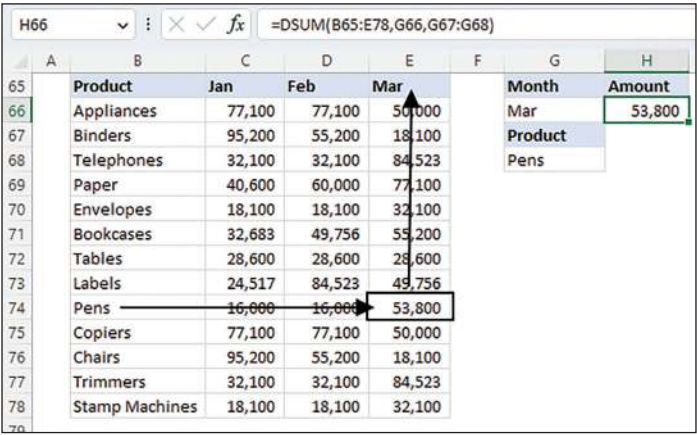 H66 fx =DSUM(B65:E78,G66,G67:G68)
A B C D E F G H
65 Product Jan Feb Mar Month Amount
66 Appliances 77,100 77,100 50,000 Mar 53,800
67 Binders 95,200 55,200 18,100 Product
68 Telephones 32,100 32,100 84,523 Pens
69 Paper 40,600 60,000 77,100
70 Envelopes 18,100 18,100 32,100
71 Bookcases 32,683 49,756 55,200
72 Tables 28,600 28,600 28,600
73 Labels 24,517 84,523 49,756
74 Pens 16,000 16,000 53,800
75 Copiers 77,100 77,100 50,000
76 Chairs 95,200 55,200 18,100
77 Trimmers 32,100 32,100 84,523
78 Stamp Machines 18,100 18,100 32,100
79